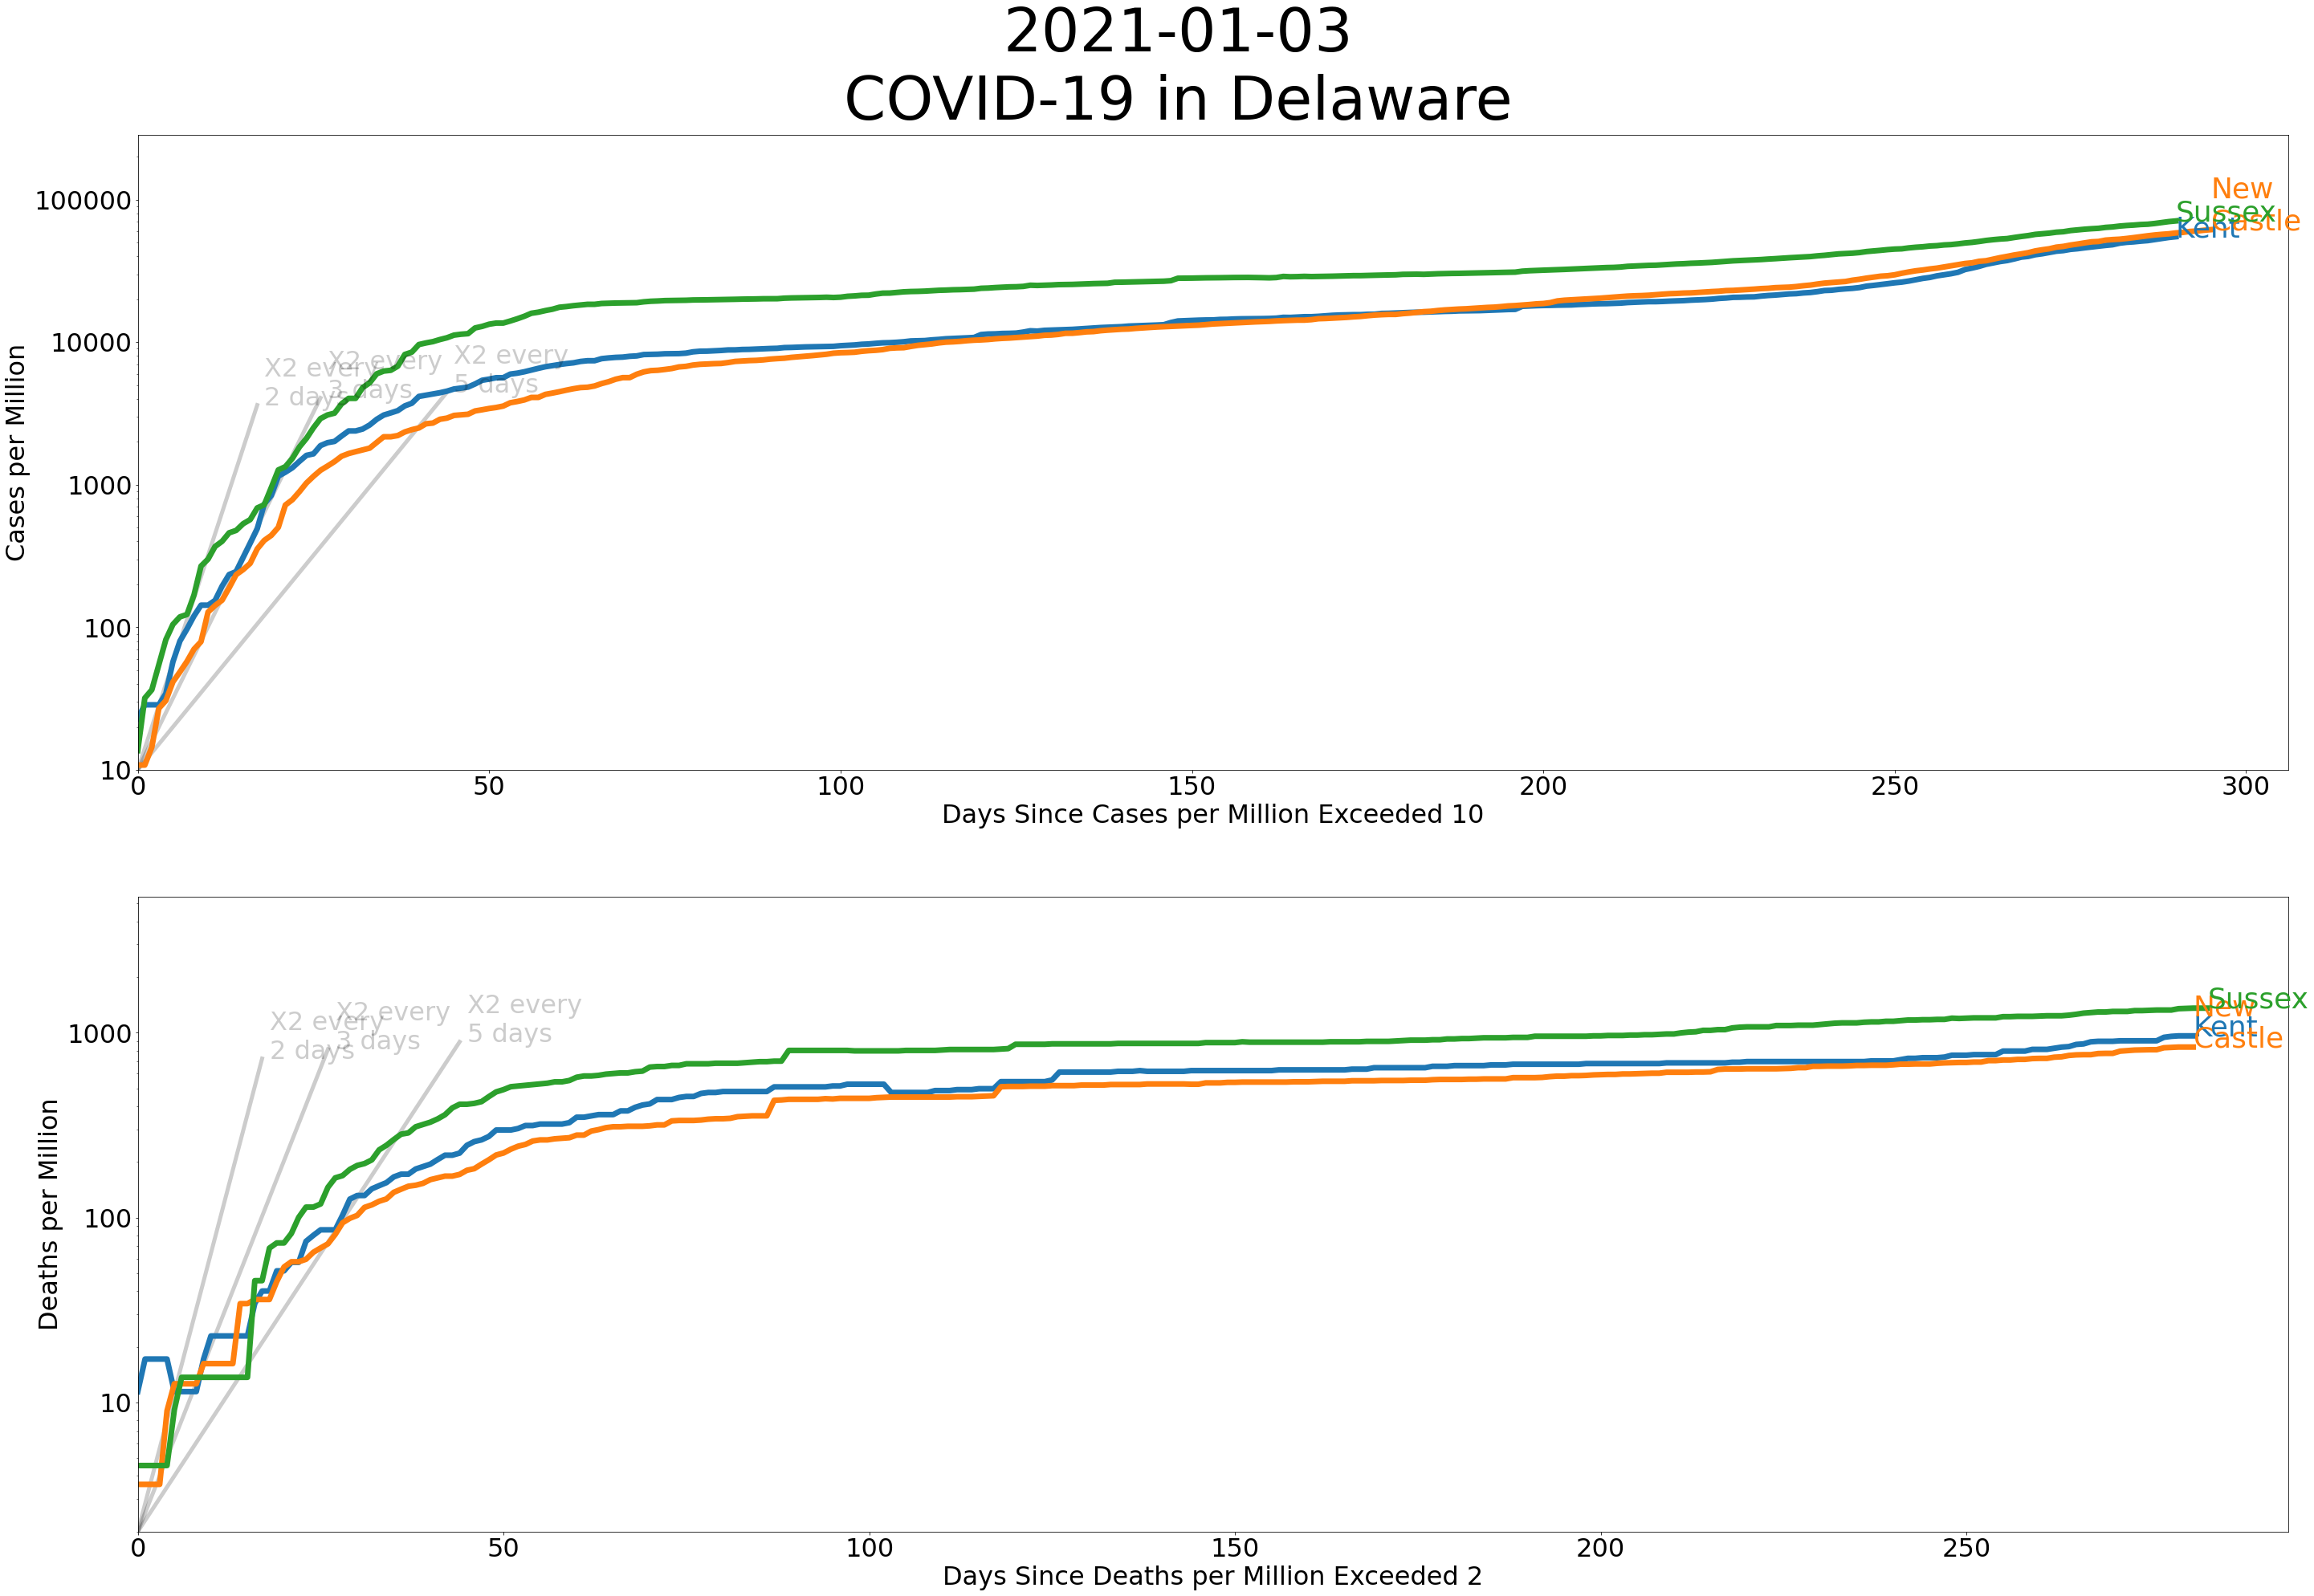 2021-01-03
COVID-19 in Delaware
Cases per Million
100000
10000
1000
100
10
X2 every
2 days
X2 every
3 days
X2 every
5 days
New
Castle
Sussex
Kent
0
50
100
150
200
250
300
Days Since Cases per Million Exceeded 10
Deaths per Million
1000
100
10
X2 every
2 days
X2 every
3 days
X2 every
5 days
Sussex
New
Castle
Kent
0
50
100
150
200
250
Days Since Deaths per Million Exceeded 2